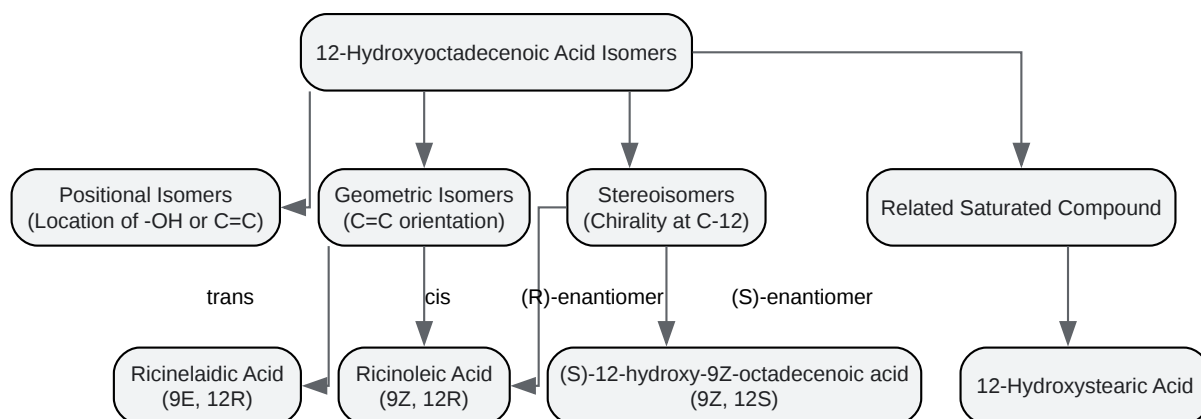 12-Hydroxyoctadecenoic Acid Isomers
Positional Isomers
(Location of -OH or C=C)
Geometric Isomers
(C=C orientation)
Stereoisomers
(Chirality at C-12)
Related Saturated Compound
trans
cis
(R)-enantiomer
(S)-enantiomer
Ricinelaidic Acid
(9E, 12R)
Ricinoleic Acid
(9Z, 12R)
(S)-12-hydroxy-9Z-octadecenoic acid
(9Z, 12S)
12-Hydroxystearic Acid